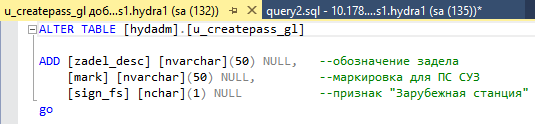 u_createpass_gl доб...s1.hydra1 (sa (132)) query2.sql - 10.178....s1.hydra1 (sa (135))*
ALTER TABLE [hydadm].[u_createpass_gl]
ADD [zadel_desc] [nvarchar](50) NULL, --обозначение задела
[mark] [nvarchar](50) NULL, --маркировка для ПС СУЗ
[sign_fs] [nchar](1) NULL --признак "Зарубежная станция"
go